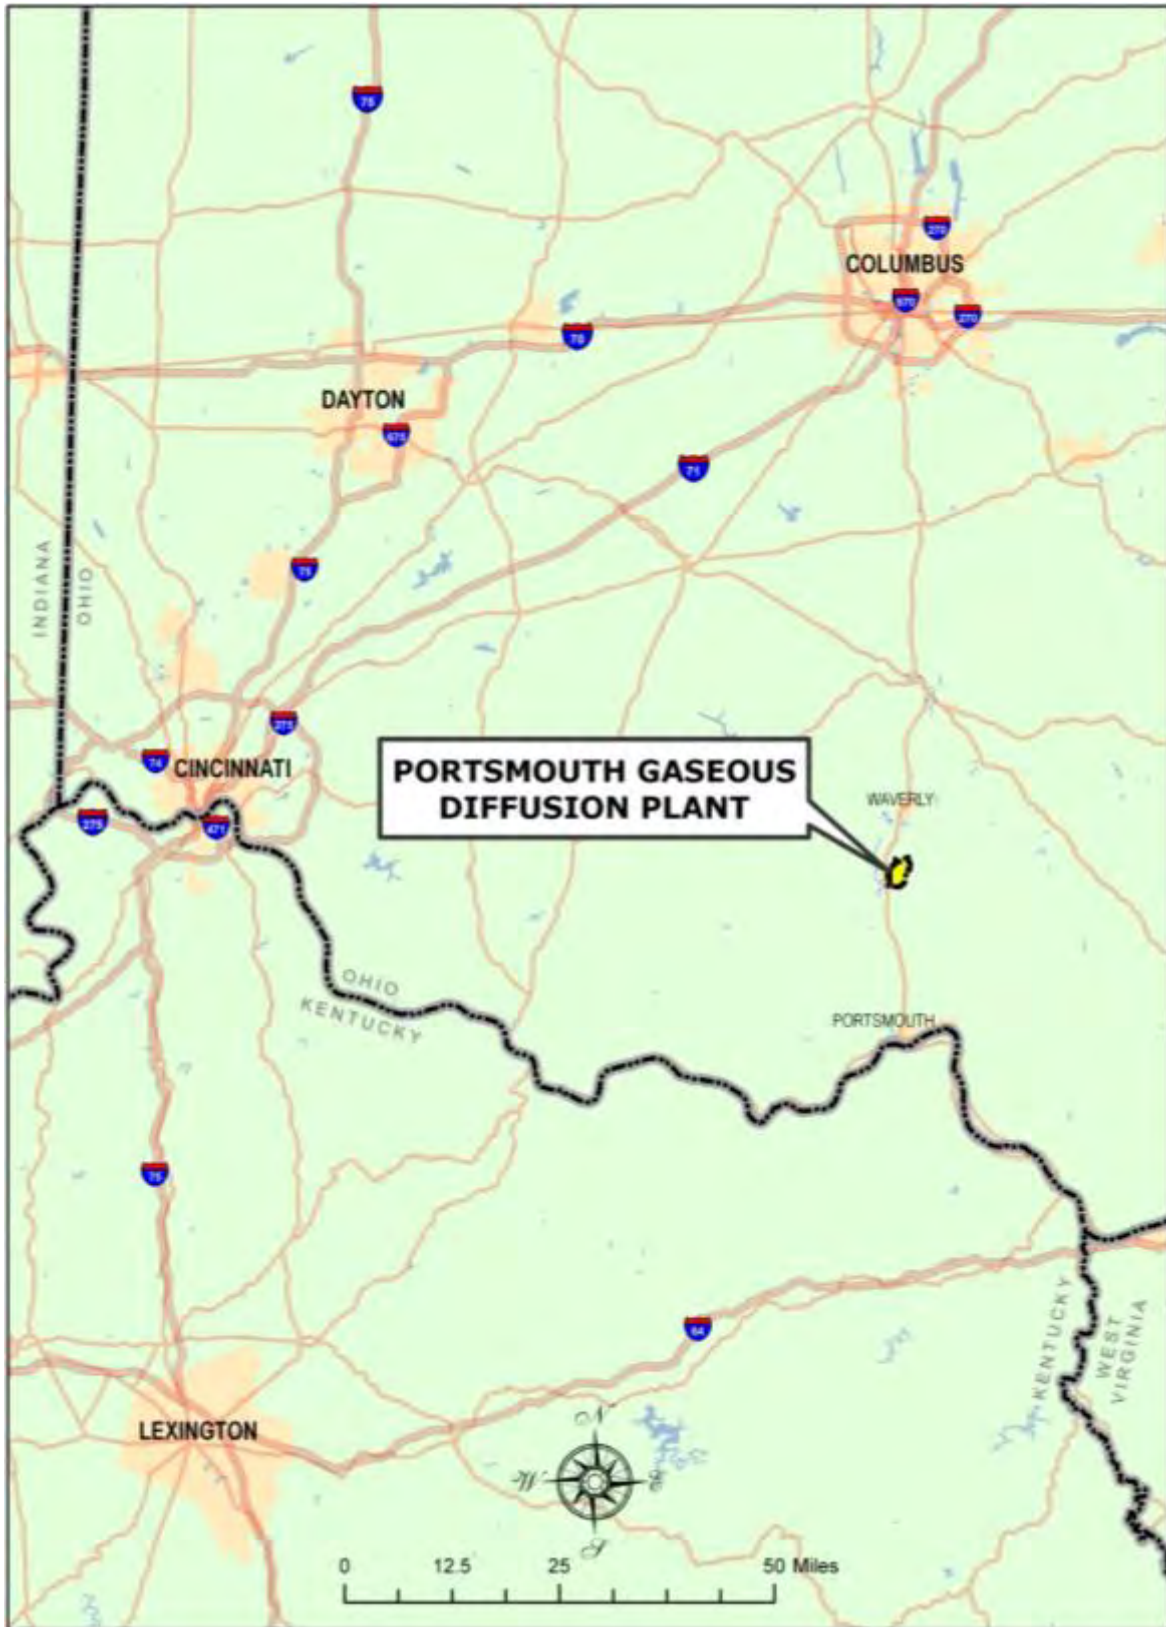 75
270
COLUMBUS
670
270
70
DAYTON
675
71
75
INDIANA
OHIO
275
74
CINCINNATI
PORTSMOUTH GASEOUS
DIFFUSION PLANT
WAVERLY
275
471
OHIO
KENTUCKY
PORTSMOUTH
75
KENTUCKY
WEST
VIRGINIA
64
LEXINGTON
N
W
E
S
0 12.5 25 50 Miles